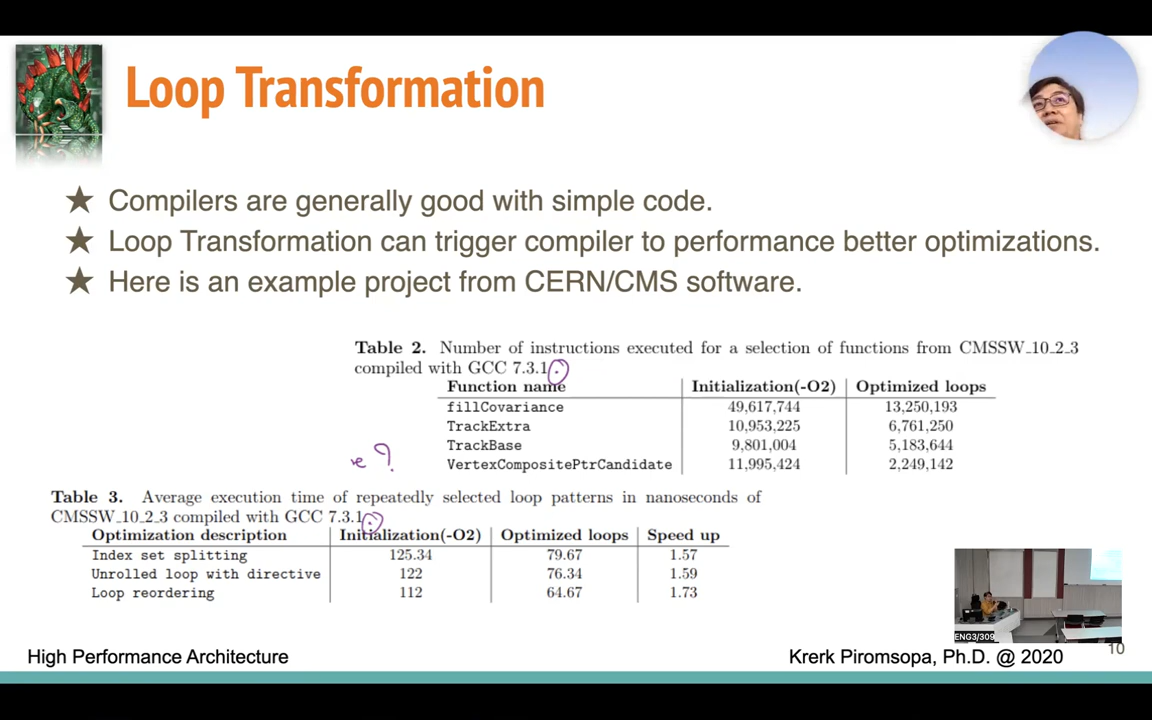 Loop Transformation
★ Compilers are generally good with simple code.
★ Loop Transformation can trigger compiler to performance better optimizations.
★ Here is an example project from CERN/CMS software.
Table 2. Number of instructions executed for a selection of functions from CMSSW_10_2_3
compiled with GCC 7.3.1.
Function name Initialization(-O2) Optimized loops
fillCovariance 49,617,744 13,250,193
TrackExtra 10,953,225 6,761,250
TrackBase 9,801,004 5,183,644
VertexCompositePtrCandidate 11,995,424 2,249,142
Table 3. Average execution time of repeatedly selected loop patterns in nanoseconds of
CMSSW_10_2_3 compiled with GCC 7.3.1.
Optimization description Initialization(-O2) Optimized loops Speed up
Index set splitting 125.34 79.67 1.57
Unrolled loop with directive 122 76.34 1.59
Loop reordering 112 64.67 1.73
ENG3/309
High Performance Architecture
Krerk Piromsopa, Ph.D. @ 2020
10